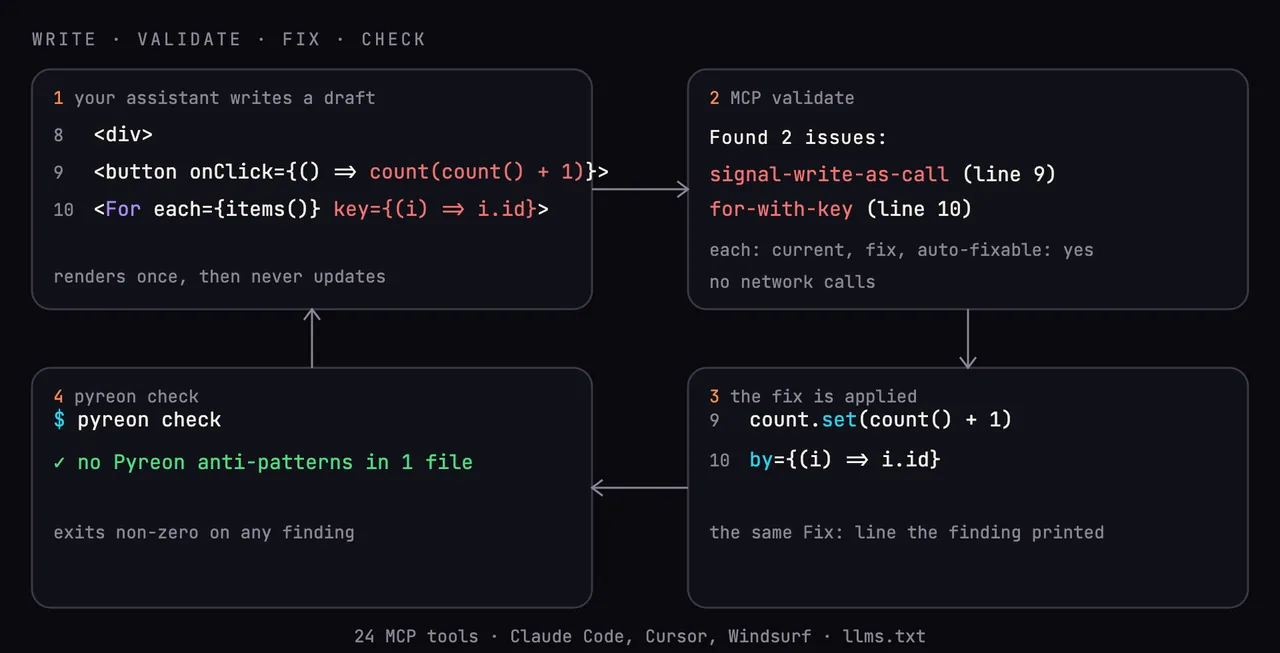 WRITE · VALIDATE · FIX · CHECK
1 your assistant writes a draft
8 <div>
9 <button onClick={() => count(count() + 1)}>
10 <For each={items()} key={(i) => i.id}>
renders once, then never updates
2 MCP validate
Found 2 issues:
signal-write-as-call (line 9)
for-with-key (line 10)
each: current, fix, auto-fixable: yes
no network calls
3 the fix is applied
9 count.set(count() + 1)
10 by={(i) => i.id}
the same Fix: line the finding printed
4 pyreon check
$ pyreon check
✓ no Pyreon anti-patterns in 1 file
exits non-zero on any finding
24 MCP tools · Claude Code, Cursor, Windsurf · llms.txt